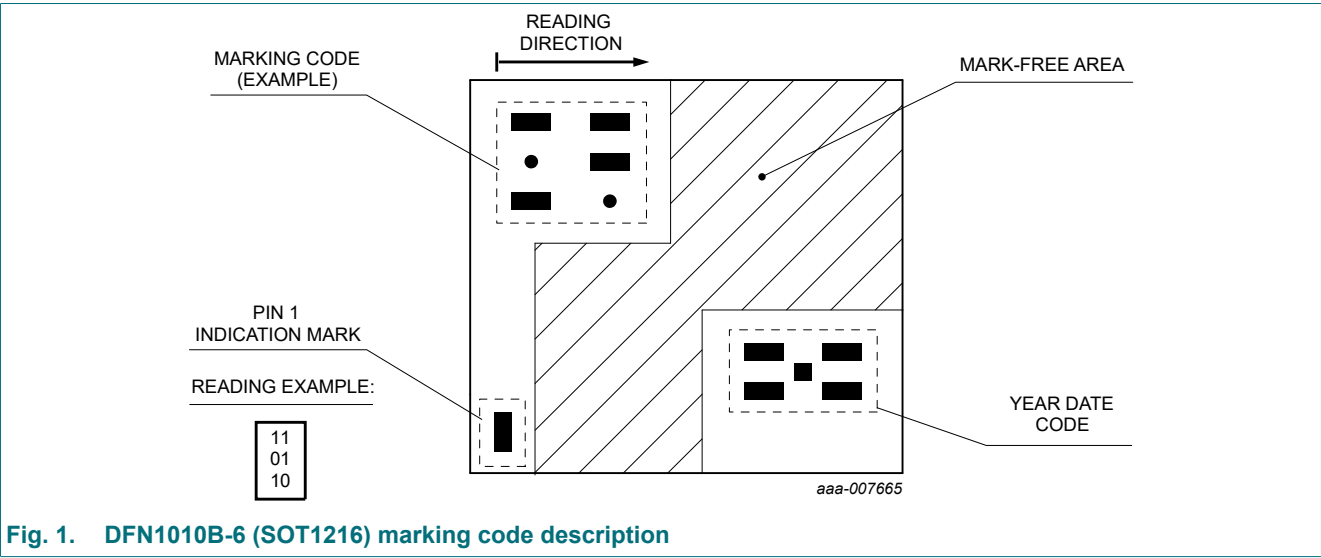 READING
DIRECTION
MARKING CODE
(EXAMPLE)
MARK-FREE AREA
PIN 1
INDICATION MARK
READING EXAMPLE:
11
01
10
YEAR DATE
CODE
aaa-007665
Fig. 1. DFN1010B-6 (SOT1216) marking code description